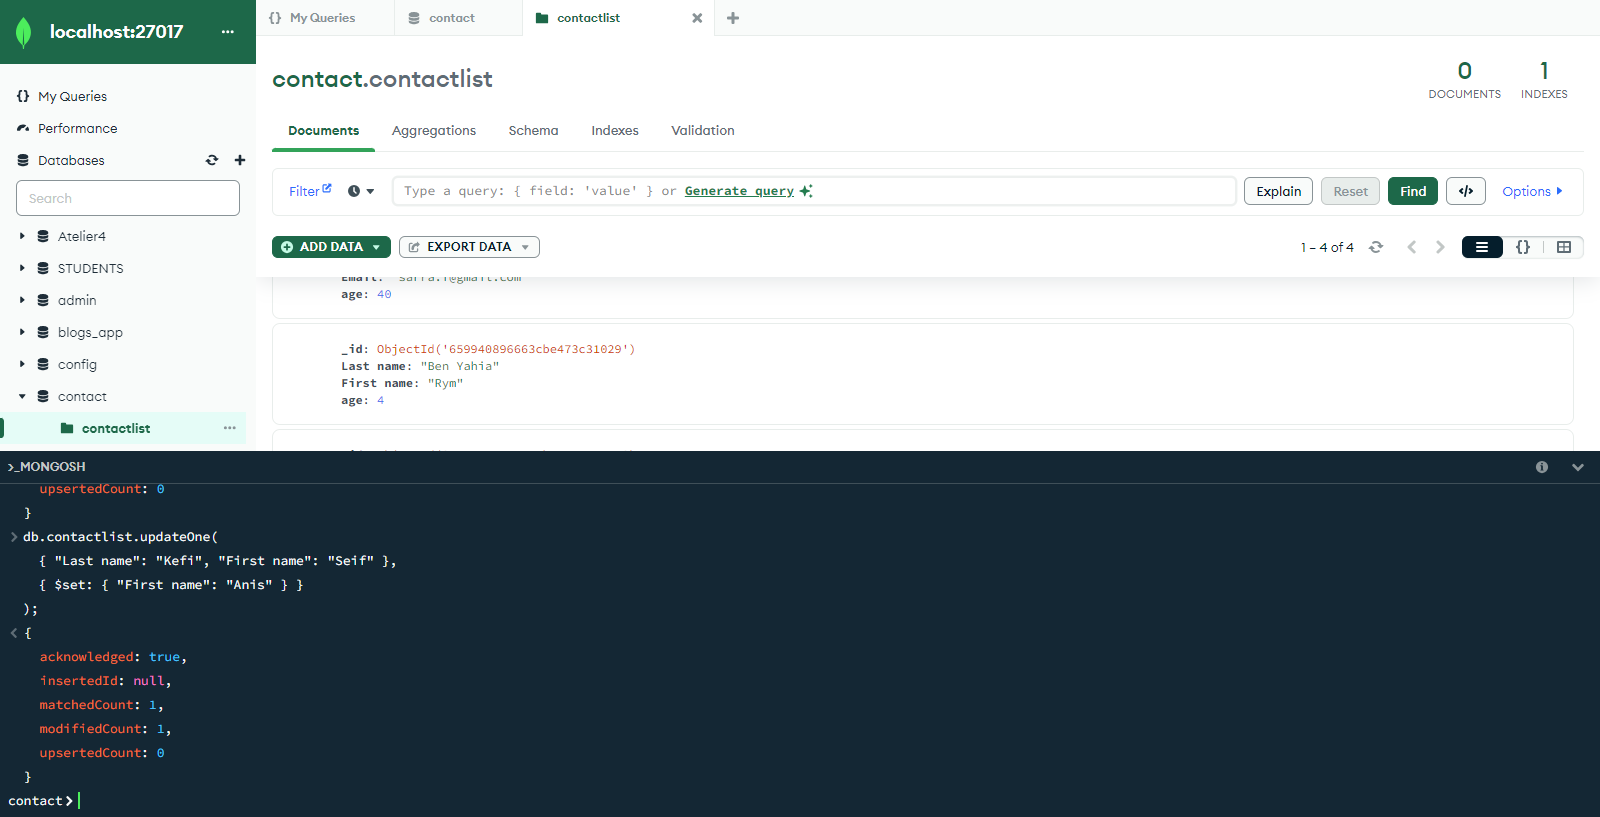 localhost:27017 ...
My Queries
contact
contactlist
{} My Queries
Performance
Databases
Search
Atelier4
STUDENTS
admin
blogs_app
config
contact
contactlist ...
contact.contactlist
0
DOCUMENTS
1
INDEXES
Documents Aggregations Schema Indexes Validation
Filter Type a query: { field: 'value' } or Generate query Explain Reset Find </> Options
ADD DATA EXPORT DATA 1 – 4 of 4 {}
Email: "sarra.f@gmail.com"
age: 40
_id: ObjectId('659940896663cbe473c31029')
Last name: "Ben Yahia"
First name: "Rym"
age: 4
>_MONGOSH
upsertedCount: 0
}
> db.contactlist.updateOne(
{ "Last name": "Kefi", "First name": "Seif" },
{ $set: { "First name": "Anis" } }
);
< {
acknowledged: true,
insertedId: null,
matchedCount: 1,
modifiedCount: 1,
upsertedCount: 0
}
contact>